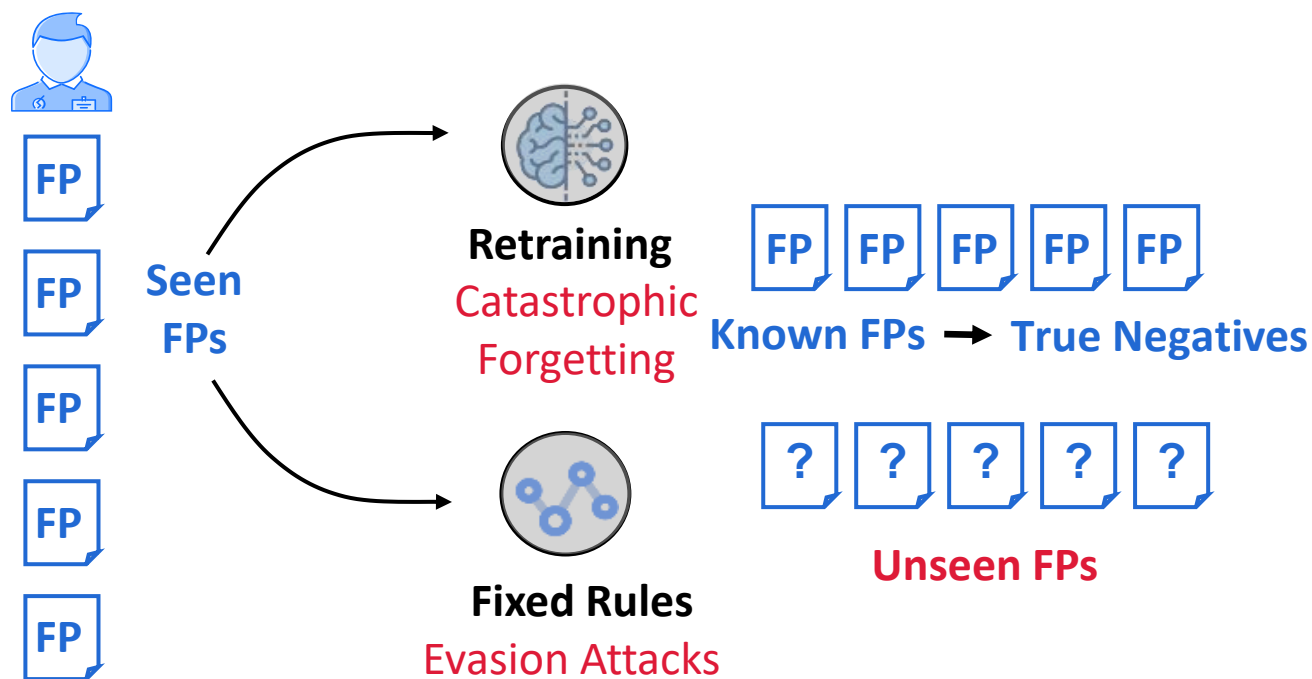 FP
FP
FP
FP
FP
Seen
FPs
Retraining
Catastrophic
Forgetting
Fixed Rules
Evasion Attacks
FP FP FP FP FP
Known FPs → True Negatives
? ? ? ? ?
Unseen FPs